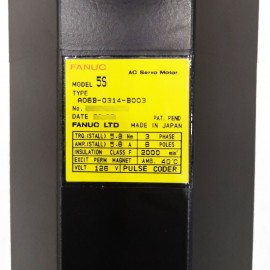 FANUC
AC Servo Motor
MODEL 5S
TYPE
A06B-0314-B003
No.
DATE PAT. PEND
FANUC LTD MADE IN JAPAN
TRQ.(STALL) 5.9 Nm 3 PHASE
AMP.(STALL) 5.8 A 8 POLES
INSULATION CLASS F 2000 min⁻¹
EXCIT PERM MAGNET AMB. 40°C
VOLT 126 V PULSE CODER